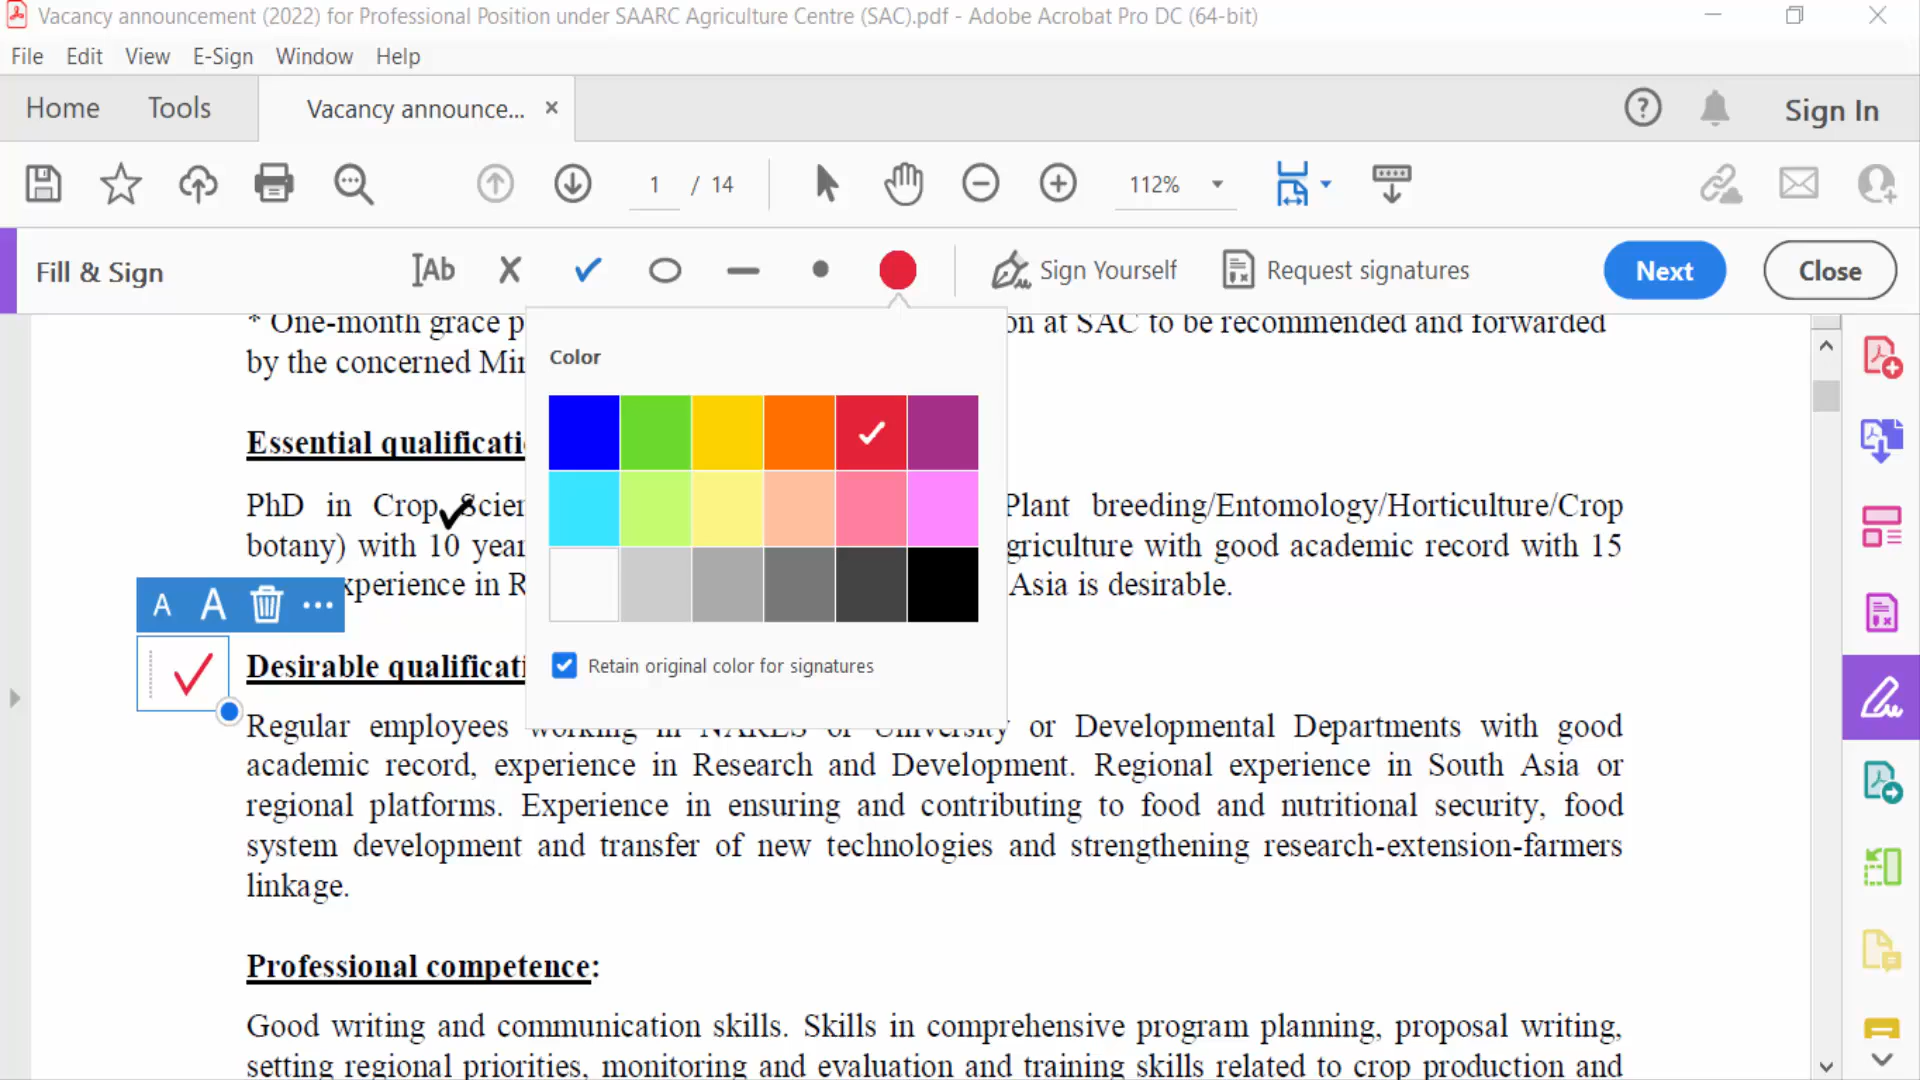 Vacancy announcement (2022) for Professional Position under SAARC Agriculture Centre (SAC).pdf - Adobe Acrobat Pro DC (64-bit)
File Edit View E-Sign Window Help
Home Tools Vacancy announce... × Sign In
1 / 14 112%
Fill & Sign Ab Sign Yourself Request signatures Next Close
* One-month grace p on at SAC to be recommended and forwarded
by the concerned Min
Color
Essential qualificati
PhD in Crop Scien Plant breeding/Entomology/Horticulture/Crop
botany) with 10 year griculture with good academic record with 15
A A xperience in R Asia is desirable.
Retain original color for signatures
Desirable qualificati
Regular employees working in NARES or University or Developmental Departments with good
academic record, experience in Research and Development. Regional experience in South Asia or
regional platforms. Experience in ensuring and contributing to food and nutritional security, food
system development and transfer of new technologies and strengthening research-extension-farmers
linkage.
Professional competence:
Good writing and communication skills. Skills in comprehensive program planning, proposal writing,
setting regional priorities, monitoring and evaluation and training skills related to crop production and